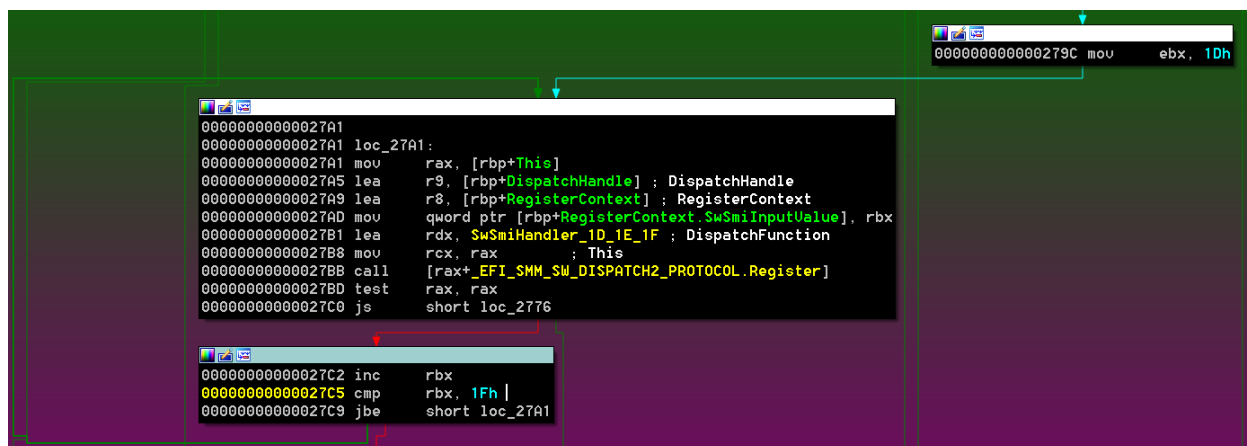 000000000000279C mov ebx, 1Dh
00000000000027A1
00000000000027A1 loc_27A1:
00000000000027A1 mov rax, [rbp+This]
00000000000027A5 lea r9, [rbp+DispatchHandle] ; DispatchHandle
00000000000027A9 lea r8, [rbp+RegisterContext] ; RegisterContext
00000000000027AD mov qword ptr [rbp+RegisterContext.SwSmiInputValue], rbx
00000000000027B1 lea rdx, SwSmiHandler_1D_1E_1F ; DispatchFunction
00000000000027B8 mov rcx, rax ; This
00000000000027BB call [rax+_EFI_SMM_SW_DISPATCH2_PROTOCOL.Register]
00000000000027BD test rax, rax
00000000000027C0 js short loc_2776
00000000000027C2 inc rbx
00000000000027C5 cmp rbx, 1Fh
00000000000027C9 jbe short loc_27A1